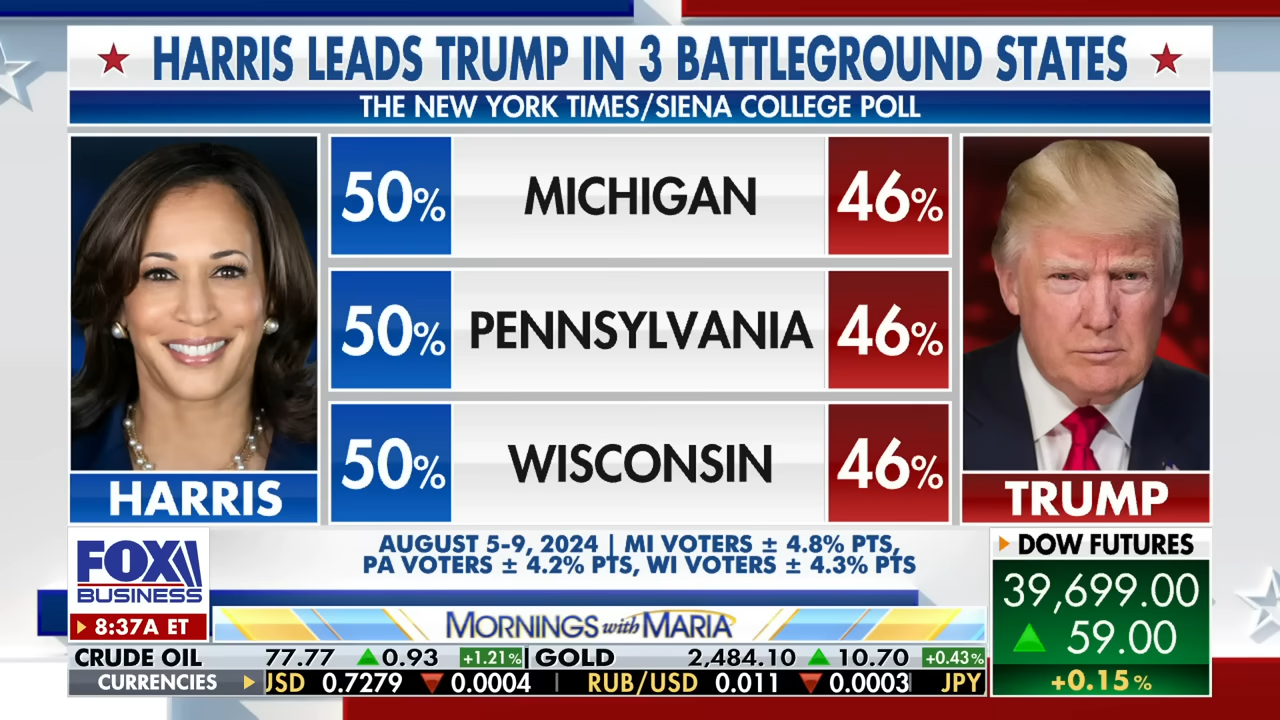 HARRIS LEADS TRUMP IN 3 BATTLEGROUND STATES
THE NEW YORK TIMES/SIENA COLLEGE POLL
50% MICHIGAN 46%
50% PENNSYLVANIA 46%
50% WISCONSIN 46%
HARRIS
TRUMP
AUGUST 5-9, 2024 | MI VOTERS ± 4.8% PTS,
PA VOTERS ± 4.2% PTS, WI VOTERS ± 4.3% PTS
FOX
BUSINESS
8:37A ET
MORNINGS with MARIA
DOW FUTURES
39,699.00
59.00
+0.15%
CRUDE OIL 77.77 0.93 +1.21% GOLD 2,484.10 10.70 +0.43%
CURRENCIES USD 0.7279 0.0004 RUB/USD 0.011 0.0003 JPY